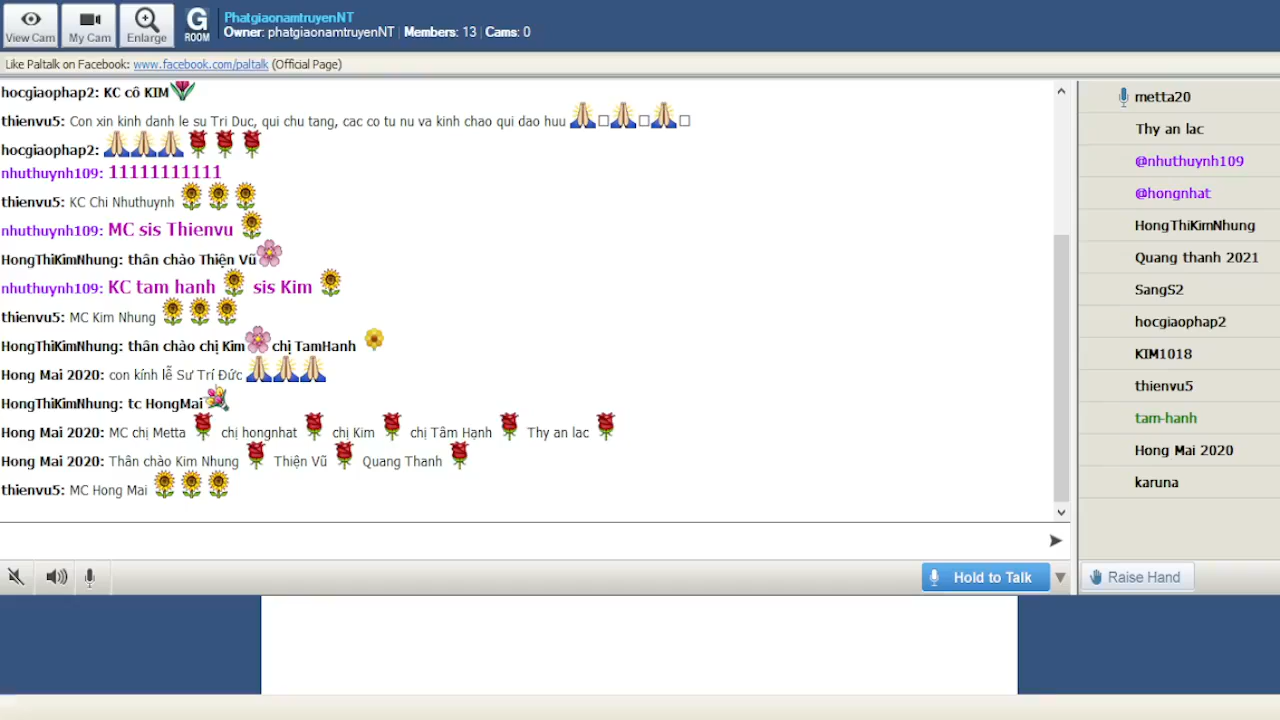 View Cam
My Cam
Enlarge
G
ROOM
PhatgiaonamtruyenNT
Owner: phatgiaonamtruyenNT | Members: 13 | Cams: 0
Like Paltalk on Facebook: www.facebook.com/paltalk (Official Page)
hocgiaophap2: KC cô KIM
thienvu5: Con xin kinh danh le su Tri Duc, qui chu tang, cac co tu nu va kinh chao qui dao huu
hocgiaophap2:
nhuthuynh109: 11111111111
thienvu5: KC Chi Nhuthuynh
nhuthuynh109: MC sis Thienvu
HongThiKimNhung: thân chào Thiện Vũ
nhuthuynh109: KC tam hanh sis Kim
thienvu5: MC Kim Nhung
HongThiKimNhung: thân chào chị Kim chị TamHanh
Hong Mai 2020: con kính lễ Sư Trí Đức
HongThiKimNhung: tc HongMai
Hong Mai 2020: MC chị Metta chị hongnhat chị Kim chị Tâm Hạnh Thy an lac
Hong Mai 2020: Thân chào Kim Nhung Thiện Vũ Quang Thanh
thienvu5: MC Hong Mai
metta20
Thy an lac
@nhuthuynh109
@hongnhat
HongThiKimNhung
Quang thanh 2021
SangS2
hocgiaophap2
KIM1018
thienvu5
tam-hanh
Hong Mai 2020
karuna
Hold to Talk
Raise Hand